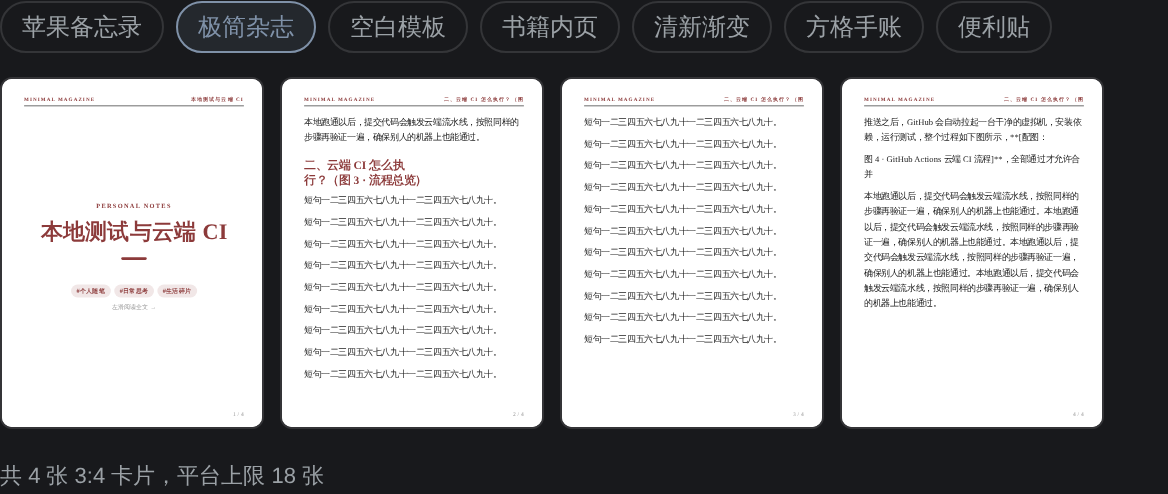 苹果备忘录
极简杂志
空白模板
书籍内页
清新渐变
方格手账
便利贴
MINIMAL MAGAZINE
本地测试与云端 CI
PERSONAL NOTES
本地测试与云端 CI
#个人随笔 #日常思考 #生活碎片
左滑阅读全文 →
1 / 4
MINIMAL MAGAZINE
二、云端 CI 怎么执行？（图
本地跑通以后，提交代码会触发云端流水线，按照同样的
步骤再验证一遍，确保别人的机器上也能通过。
二、云端 CI 怎么执
行？（图 3 · 流程总览）
短句一二三四五六七八九十一二三四五六七八九十。
短句一二三四五六七八九十一二三四五六七八九十。
短句一二三四五六七八九十一二三四五六七八九十。
短句一二三四五六七八九十一二三四五六七八九十。
短句一二三四五六七八九十一二三四五六七八九十。
短句一二三四五六七八九十一二三四五六七八九十。
短句一二三四五六七八九十一二三四五六七八九十。
短句一二三四五六七八九十一二三四五六七八九十。
短句一二三四五六七八九十一二三四五六七八九十。
2 / 4
MINIMAL MAGAZINE
二、云端 CI 怎么执行？（图
短句一二三四五六七八九十一二三四五六七八九十。
短句一二三四五六七八九十一二三四五六七八九十。
短句一二三四五六七八九十一二三四五六七八九十。
短句一二三四五六七八九十一二三四五六七八九十。
短句一二三四五六七八九十一二三四五六七八九十。
短句一二三四五六七八九十一二三四五六七八九十。
短句一二三四五六七八九十一二三四五六七八九十。
短句一二三四五六七八九十一二三四五六七八九十。
短句一二三四五六七八九十一二三四五六七八九十。
短句一二三四五六七八九十一二三四五六七八九十。
短句一二三四五六七八九十一二三四五六七八九十。
3 / 4
MINIMAL MAGAZINE
二、云端 CI 怎么执行？（图
推送之后，GitHub 会自动拉起一台干净的虚拟机，安装依
赖，运行测试，整个过程如下图所示，**[配图：
图 4 · GitHub Actions 云端 CI 流程]**，全部通过才允许合
并
本地跑通以后，提交代码会触发云端流水线，按照同样的
步骤再验证一遍，确保别人的机器上也能通过。本地跑通
以后，提交代码会触发云端流水线，按照同样的步骤再验
证一遍，确保别人的机器上也能通过。本地跑通以后，提
交代码会触发云端流水线，按照同样的步骤再验证一遍，
确保别人的机器上也能通过。本地跑通以后，提交代码会
触发云端流水线，按照同样的步骤再验证一遍，确保别人
的机器上也能通过。
4 / 4
共 4 张 3:4 卡片，平台上限 18 张